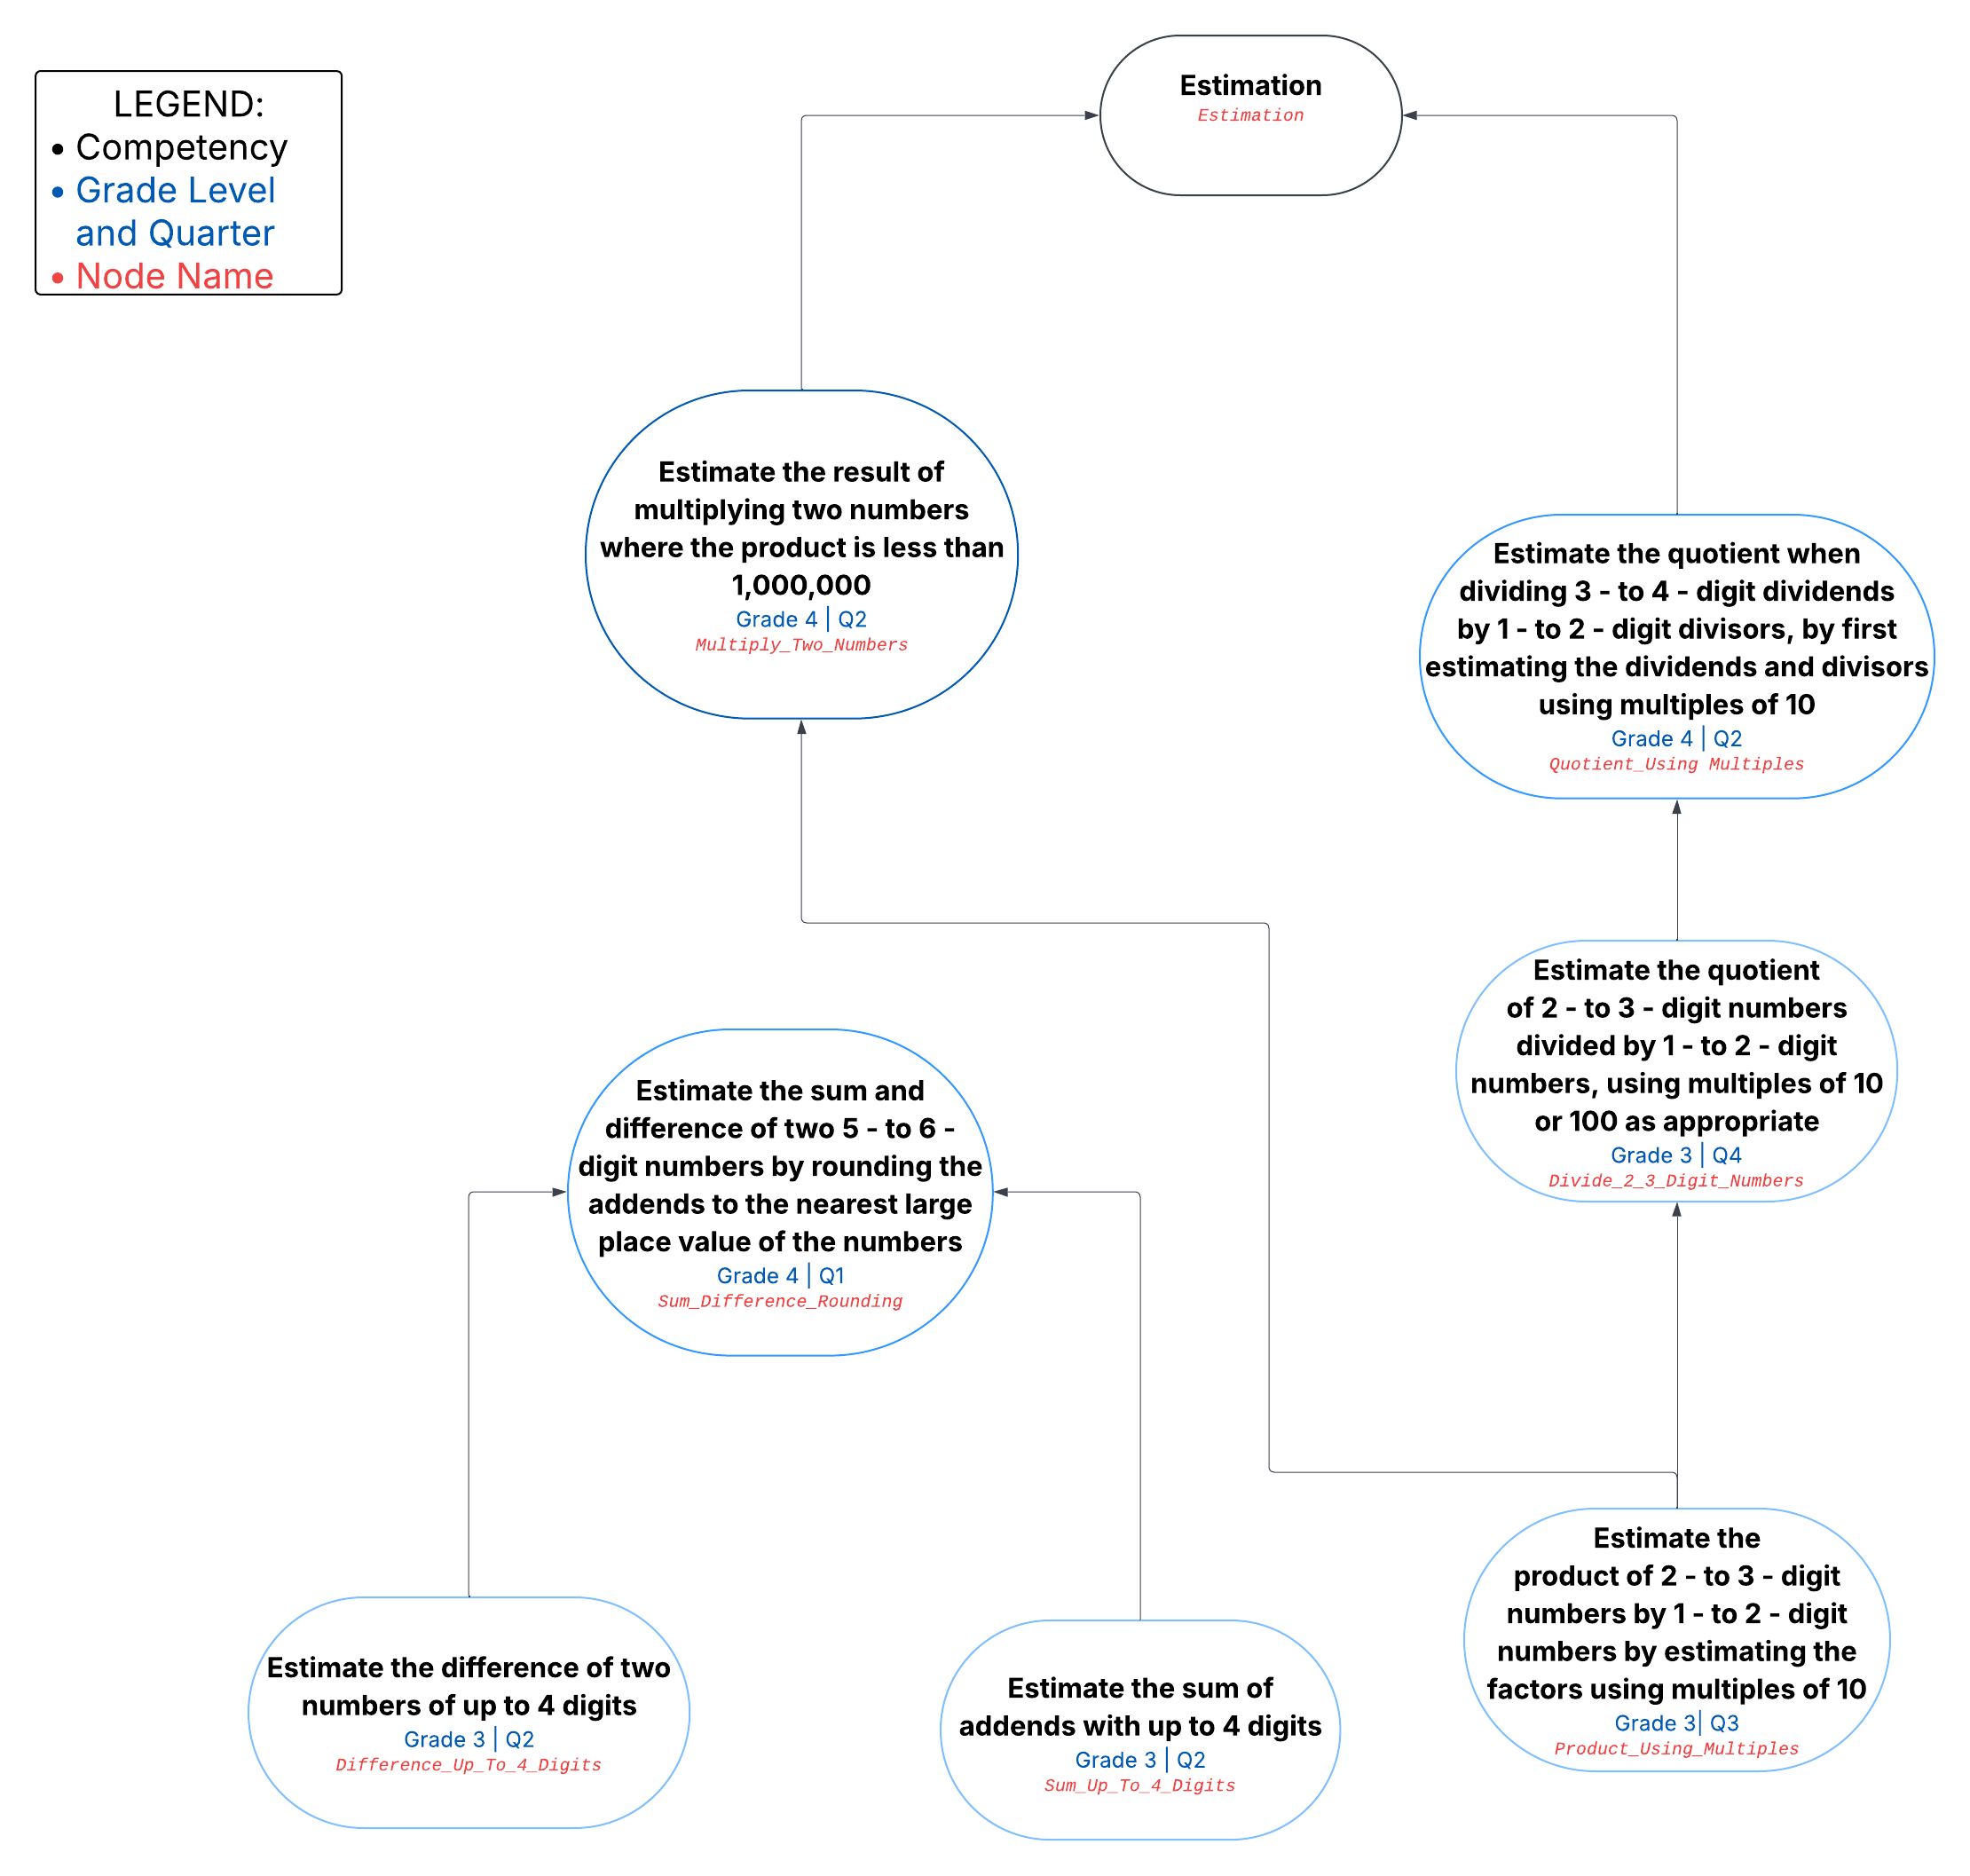 LEGEND:
• Competency
• Grade Level
and Quarter
• Node Name
Estimation
Estimation
Estimate the result of
multiplying two numbers
where the product is less than
1,000,000
Grade 4 | Q2
Multiply_Two_Numbers
Estimate the quotient when
dividing 3 - to 4 - digit dividends
by 1 - to 2 - digit divisors, by first
estimating the dividends and divisors
using multiples of 10
Grade 4 | Q2
Quotient_Using Multiples
Estimate the quotient
of 2 - to 3 - digit numbers
divided by 1 - to 2 - digit
numbers, using multiples of 10
or 100 as appropriate
Grade 3 | Q4
Divide_2_3_Digit_Numbers
Estimate the sum and
difference of two 5 - to 6 -
digit numbers by rounding the
addends to the nearest large
place value of the numbers
Grade 4 | Q1
Sum_Difference_Rounding
Estimate the difference of two
numbers of up to 4 digits
Grade 3 | Q2
Difference_Up_To_4_Digits
Estimate the sum of
addends with up to 4 digits
Grade 3 | Q2
Sum_Up_To_4_Digits
Estimate the
product of 2 - to 3 - digit
numbers by 1 - to 2 - digit
numbers by estimating the
factors using multiples of 10
Grade 3| Q3
Product_Using_Multiples